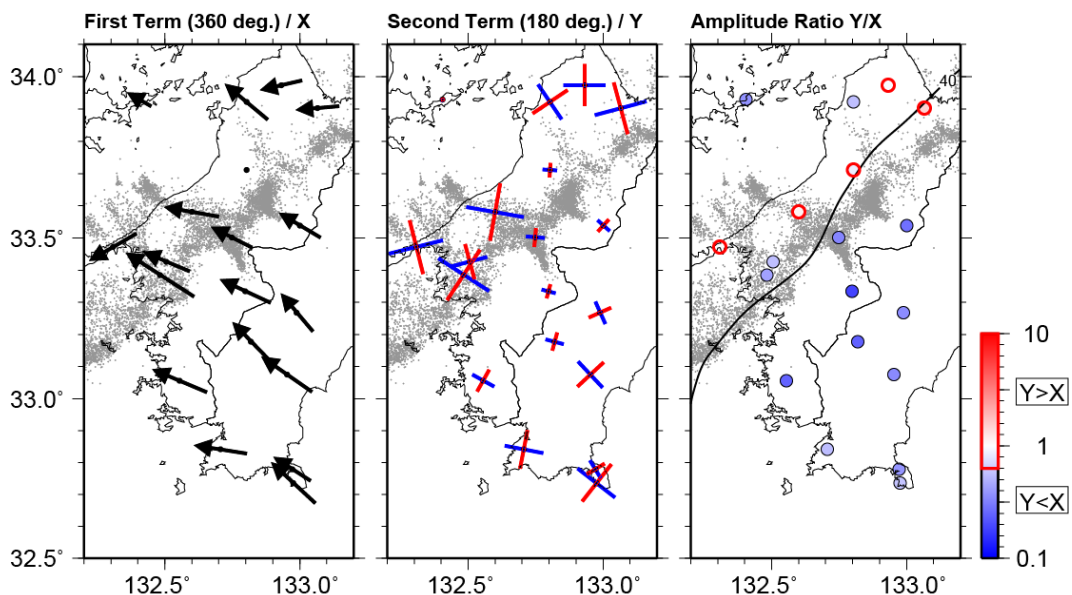 First Term (360 deg.) / X
Second Term (180 deg.) / Y
Amplitude Ratio Y/X
34.0˚
33.5˚
33.0˚
32.5˚
40
10
Y>X
1
Y<X
0.1
132.5˚ 133.0˚
132.5˚ 133.0˚
132.5˚ 133.0˚